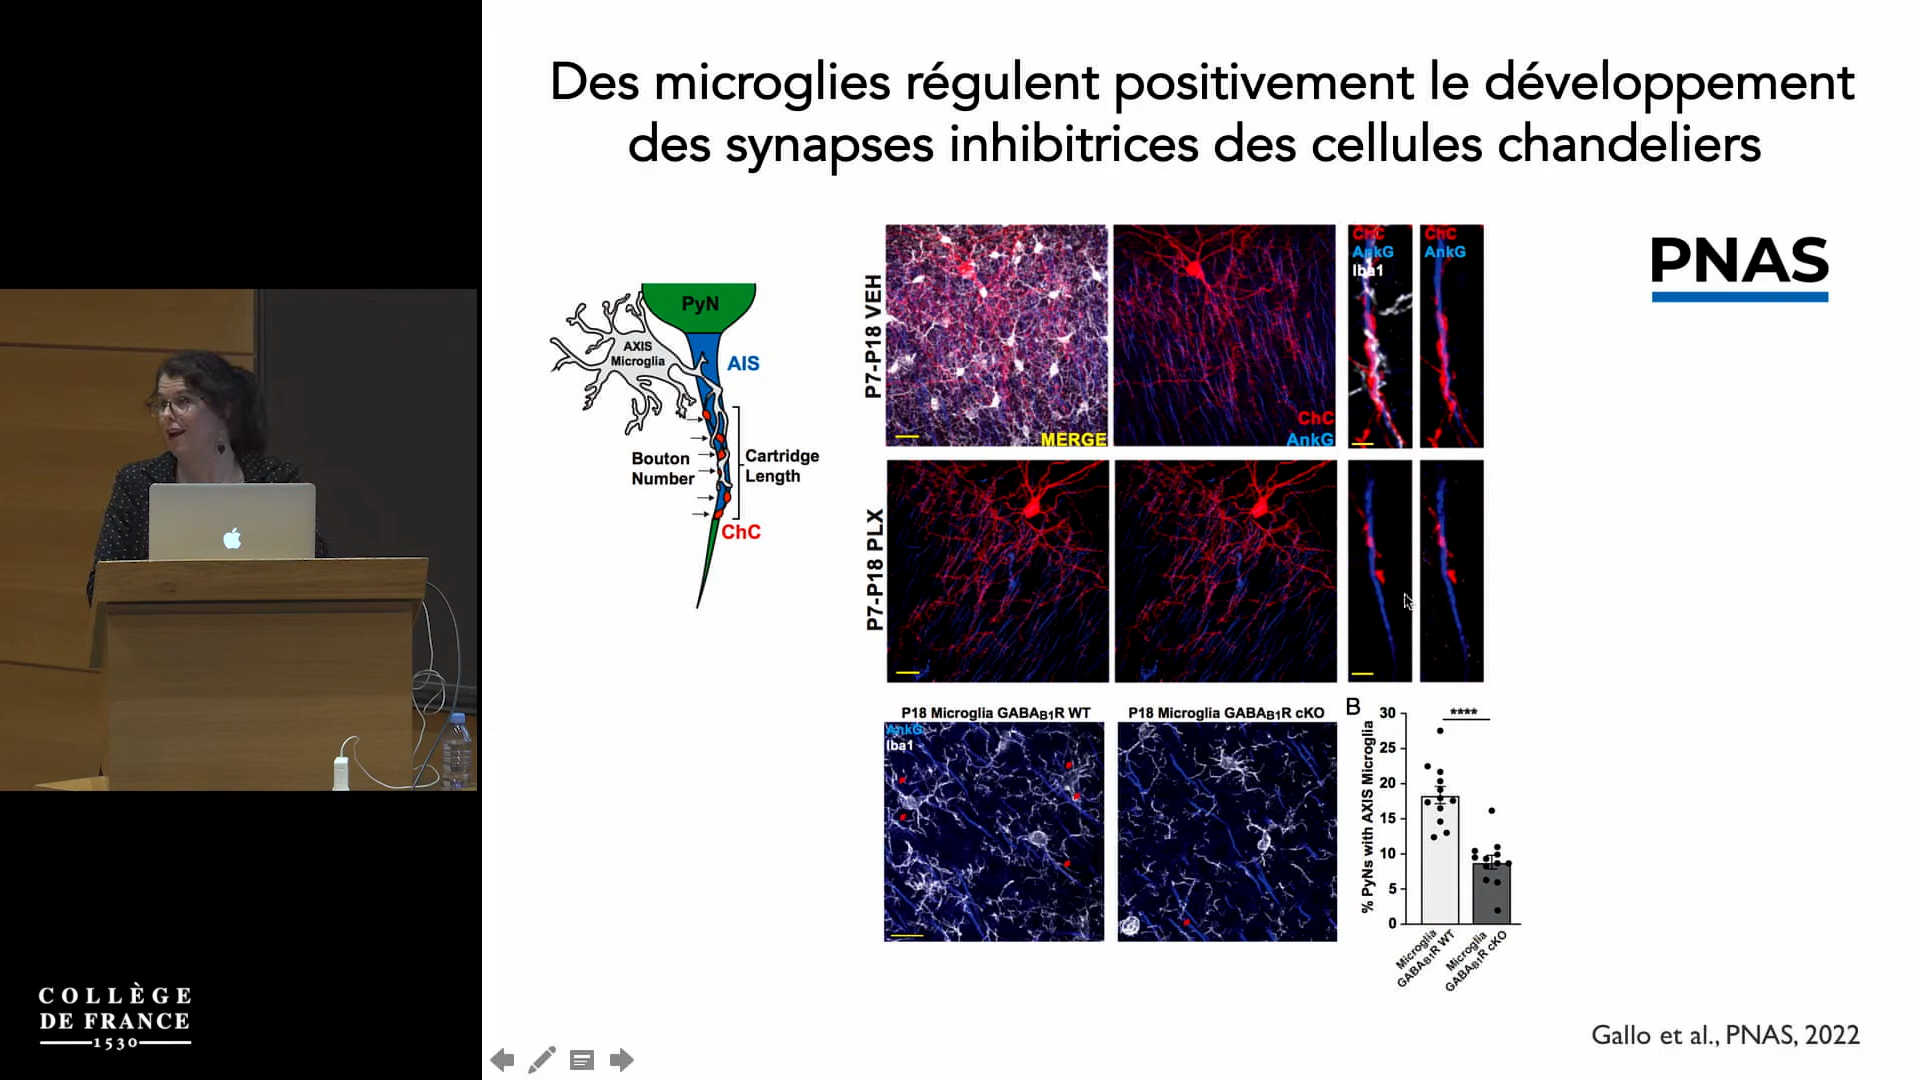 Des microglies régulent positivement le développement
des synapses inhibitrices des cellules chandeliers
PyN
AXIS
Microglia
AIS
Bouton
Number
Cartridge
Length
ChC
P7-P18 VEH
MERGE
ChC
AnkG
ChC
AnkG
Iba1
ChC
AnkG
P7-P18 PLX
PNAS
P18 Microglia GABAB1R WT
AnkG
Iba1
P18 Microglia GABAB1R cKO
B
% PyNs with AXIS Microglia
30
25
20
15
10
5
0
****
Microglia
GABAB1R WT
Microglia
GABAB1R cKO
Gallo et al., PNAS, 2022
COLLÈGE
DE FRANCE
1530